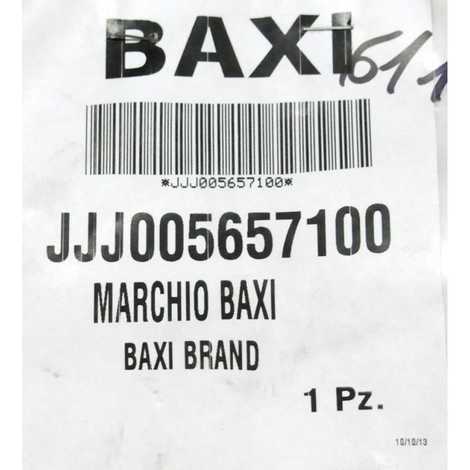 BAXI
*JJJ005657100*
JJJ005657100
MARCHIO BAXI
BAXI BRAND
1 Pz.
10/10/13